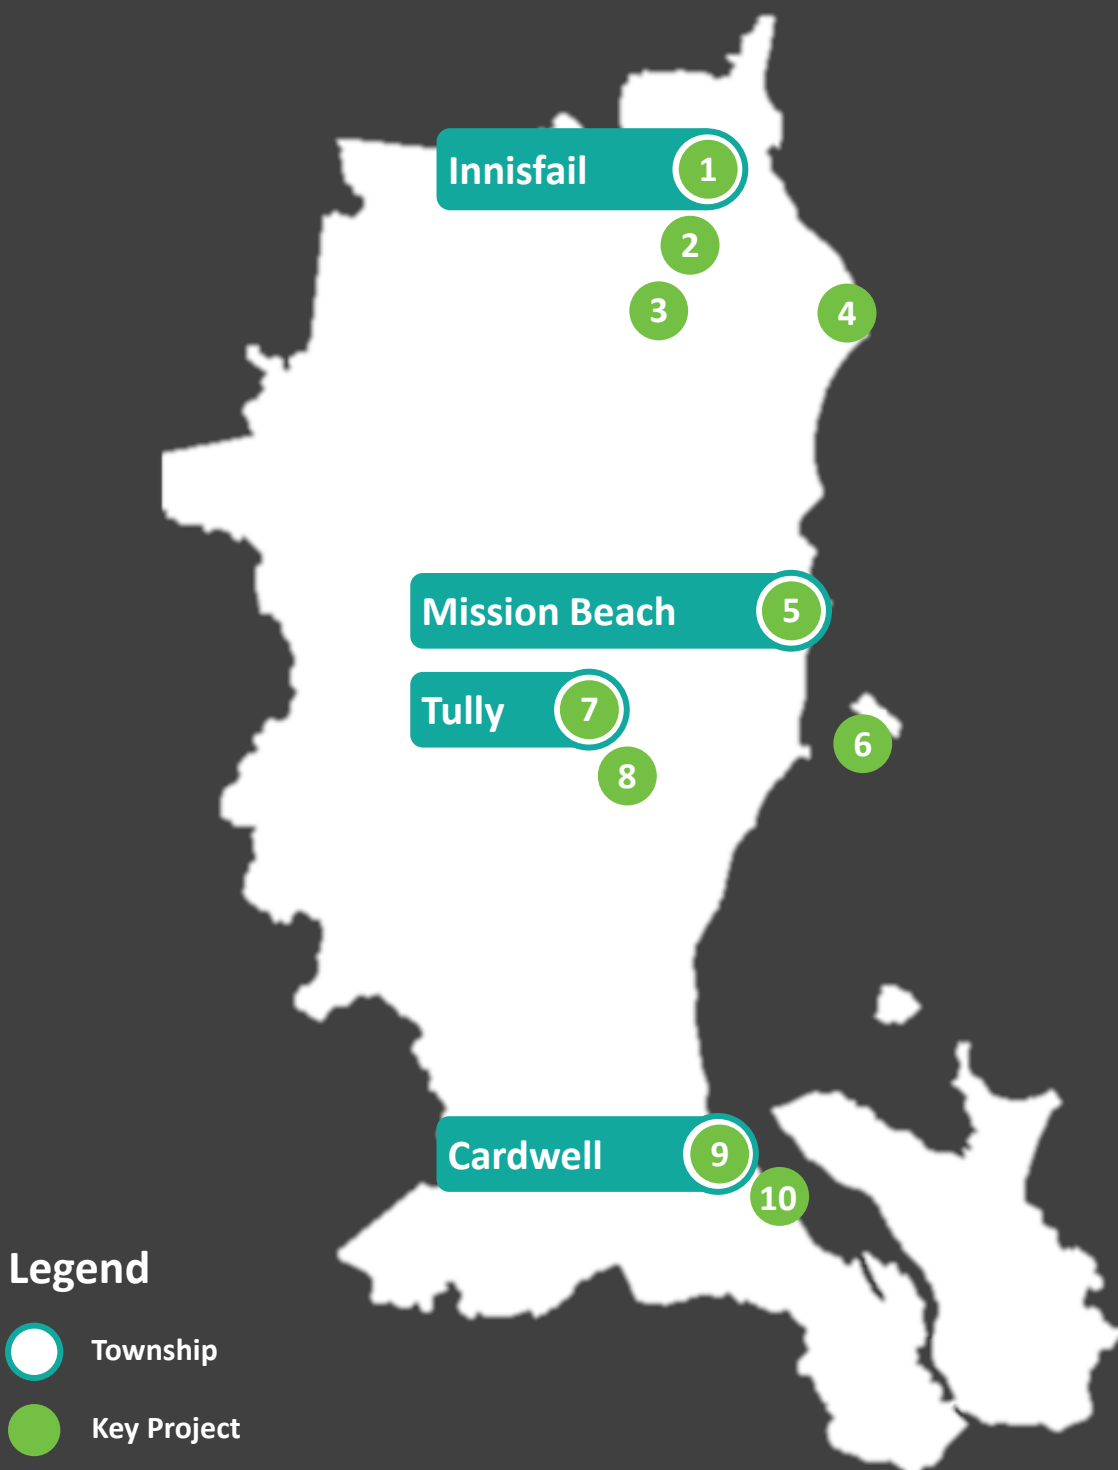 Innisfail 1
2
3
4
Mission Beach 5
Tully 7
6
8
Cardwell 9
10
Legend
Township
Key Project